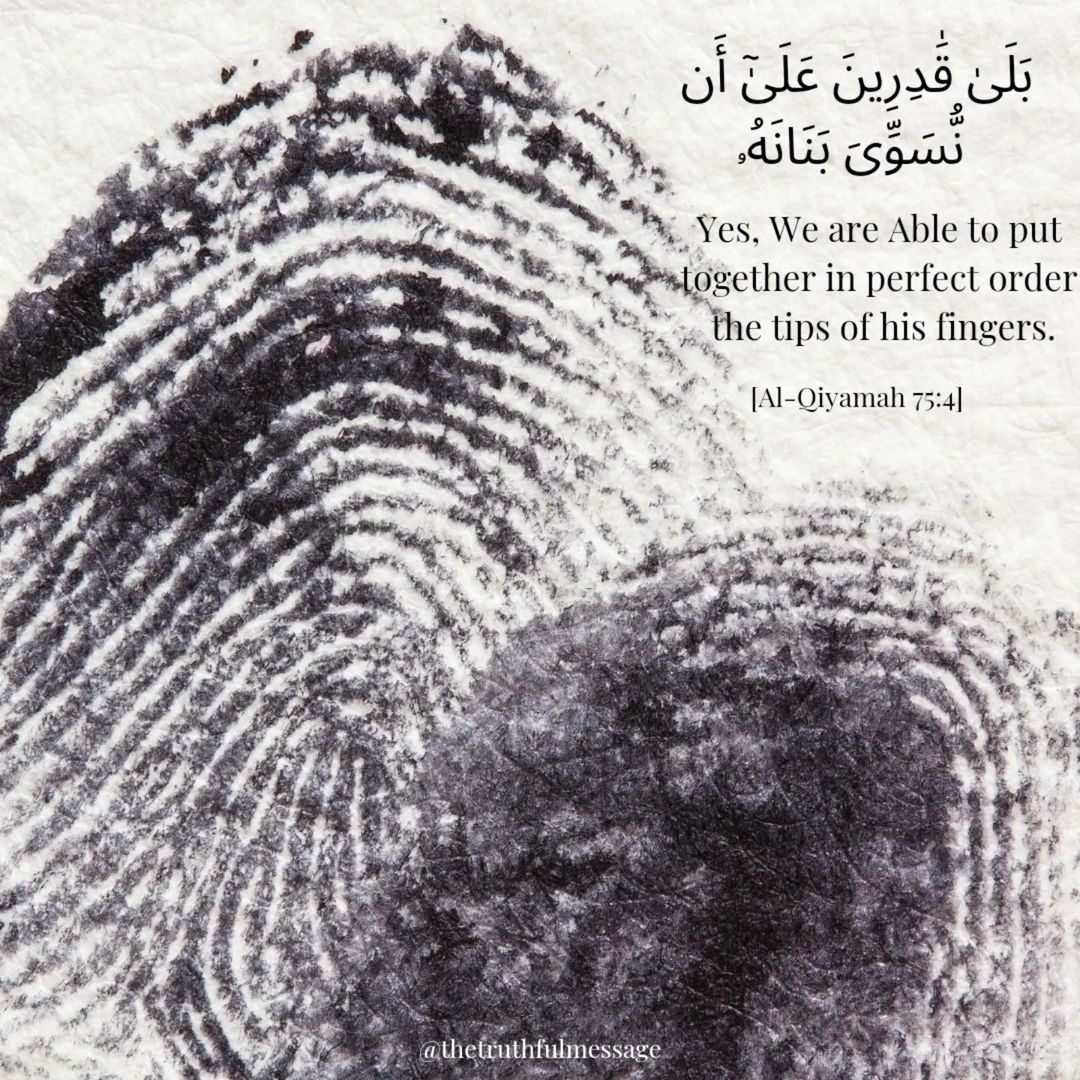 بَلَىٰ قَٰدِرِينَ عَلَىٰٓ أَن
نُّسَوِّىَ بَنَانَهُۥ
Yes, We are Able to put
together in perfect order
the tips of his fingers.
[Al-Qiyamah 75:4]
@thetruthfulmessage